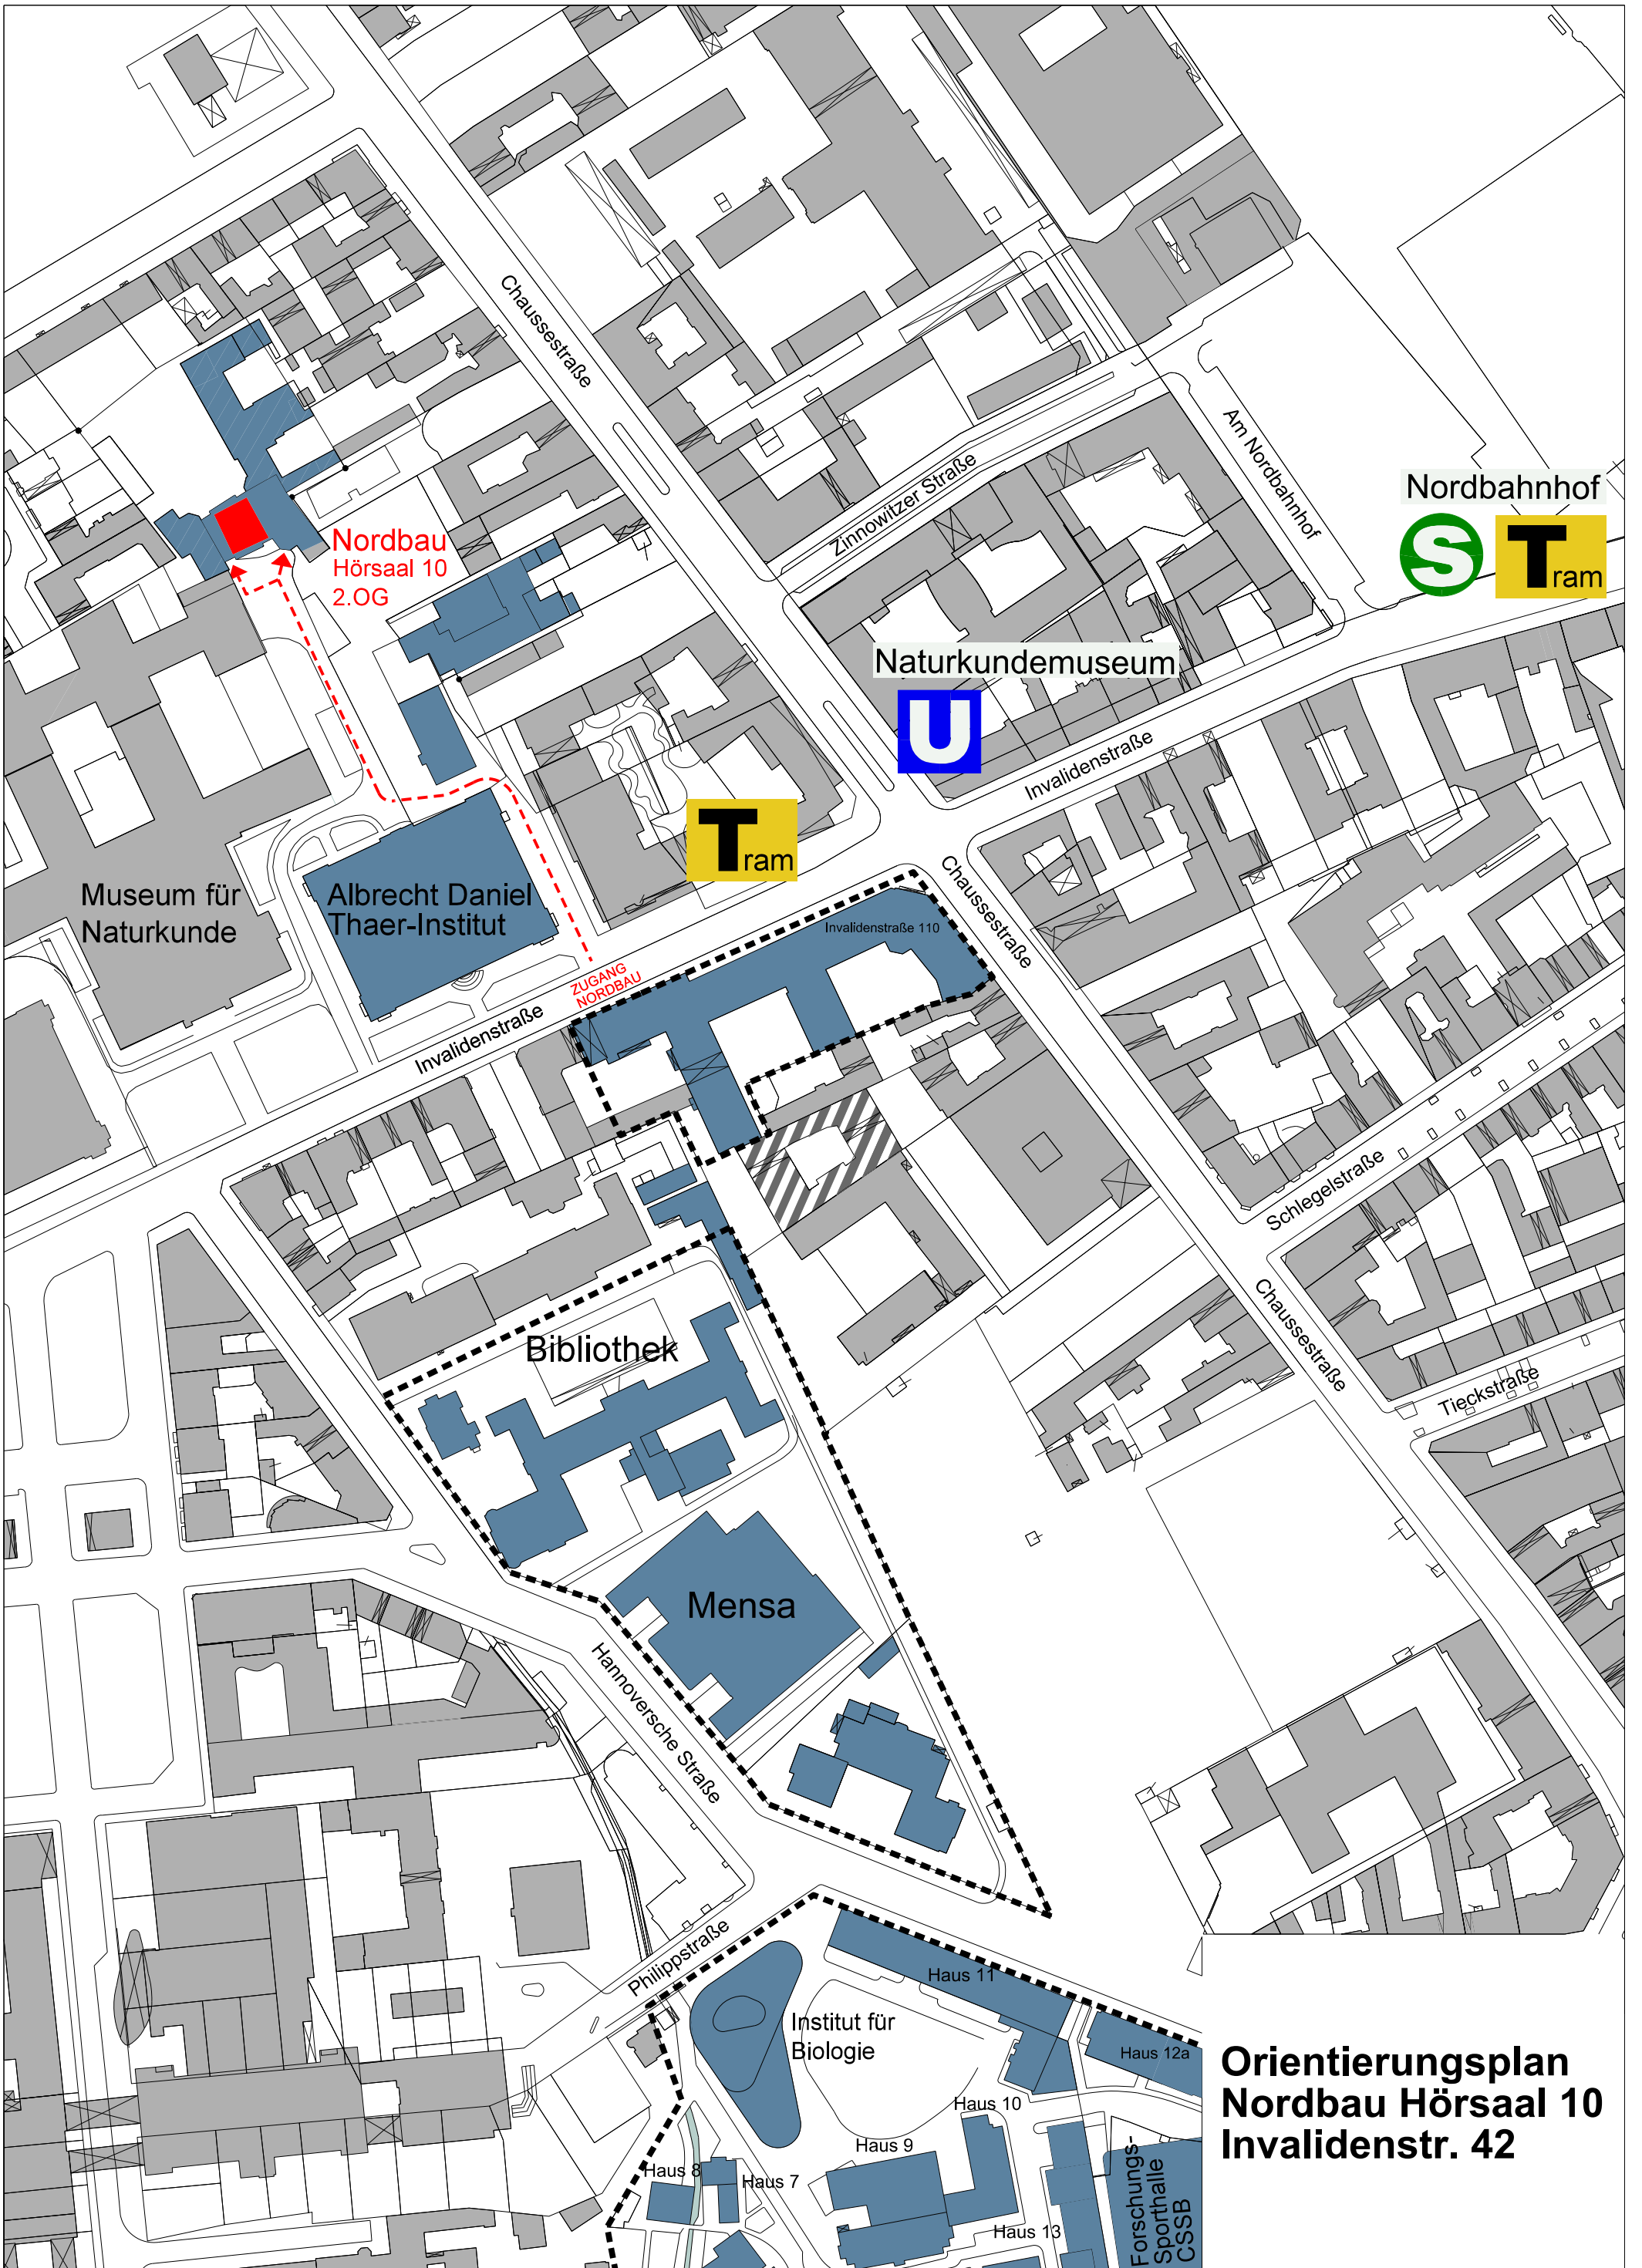 Chaussestraße
Am Nordbahnhof
Nordbahnhof
S
Tram
Zinnowitzer Straße
Nordbau
Hörsaal 10
2.OG
Naturkundemuseum
U
Invalidenstraße
Tram
Museum für
Naturkunde
Albrecht Daniel
Thaer-Institut
Chaussestraße
Invalidenstraße 110
ZUGANG
NORDBAU
Invalidenstraße
Schlegelstraße
Chaussestraße
Bibliothek
Tieckstraße
Mensa
Hannoversche Straße
Philippstraße
Haus 11
Institut für
Biologie
Haus 12a
Haus 10
Haus 9
Haus 8
Haus 7
Haus 13
Forschungs-
Sporthalle
CSSB
Orientierungsplan
Nordbau Hörsaal 10
Invalidenstr. 42